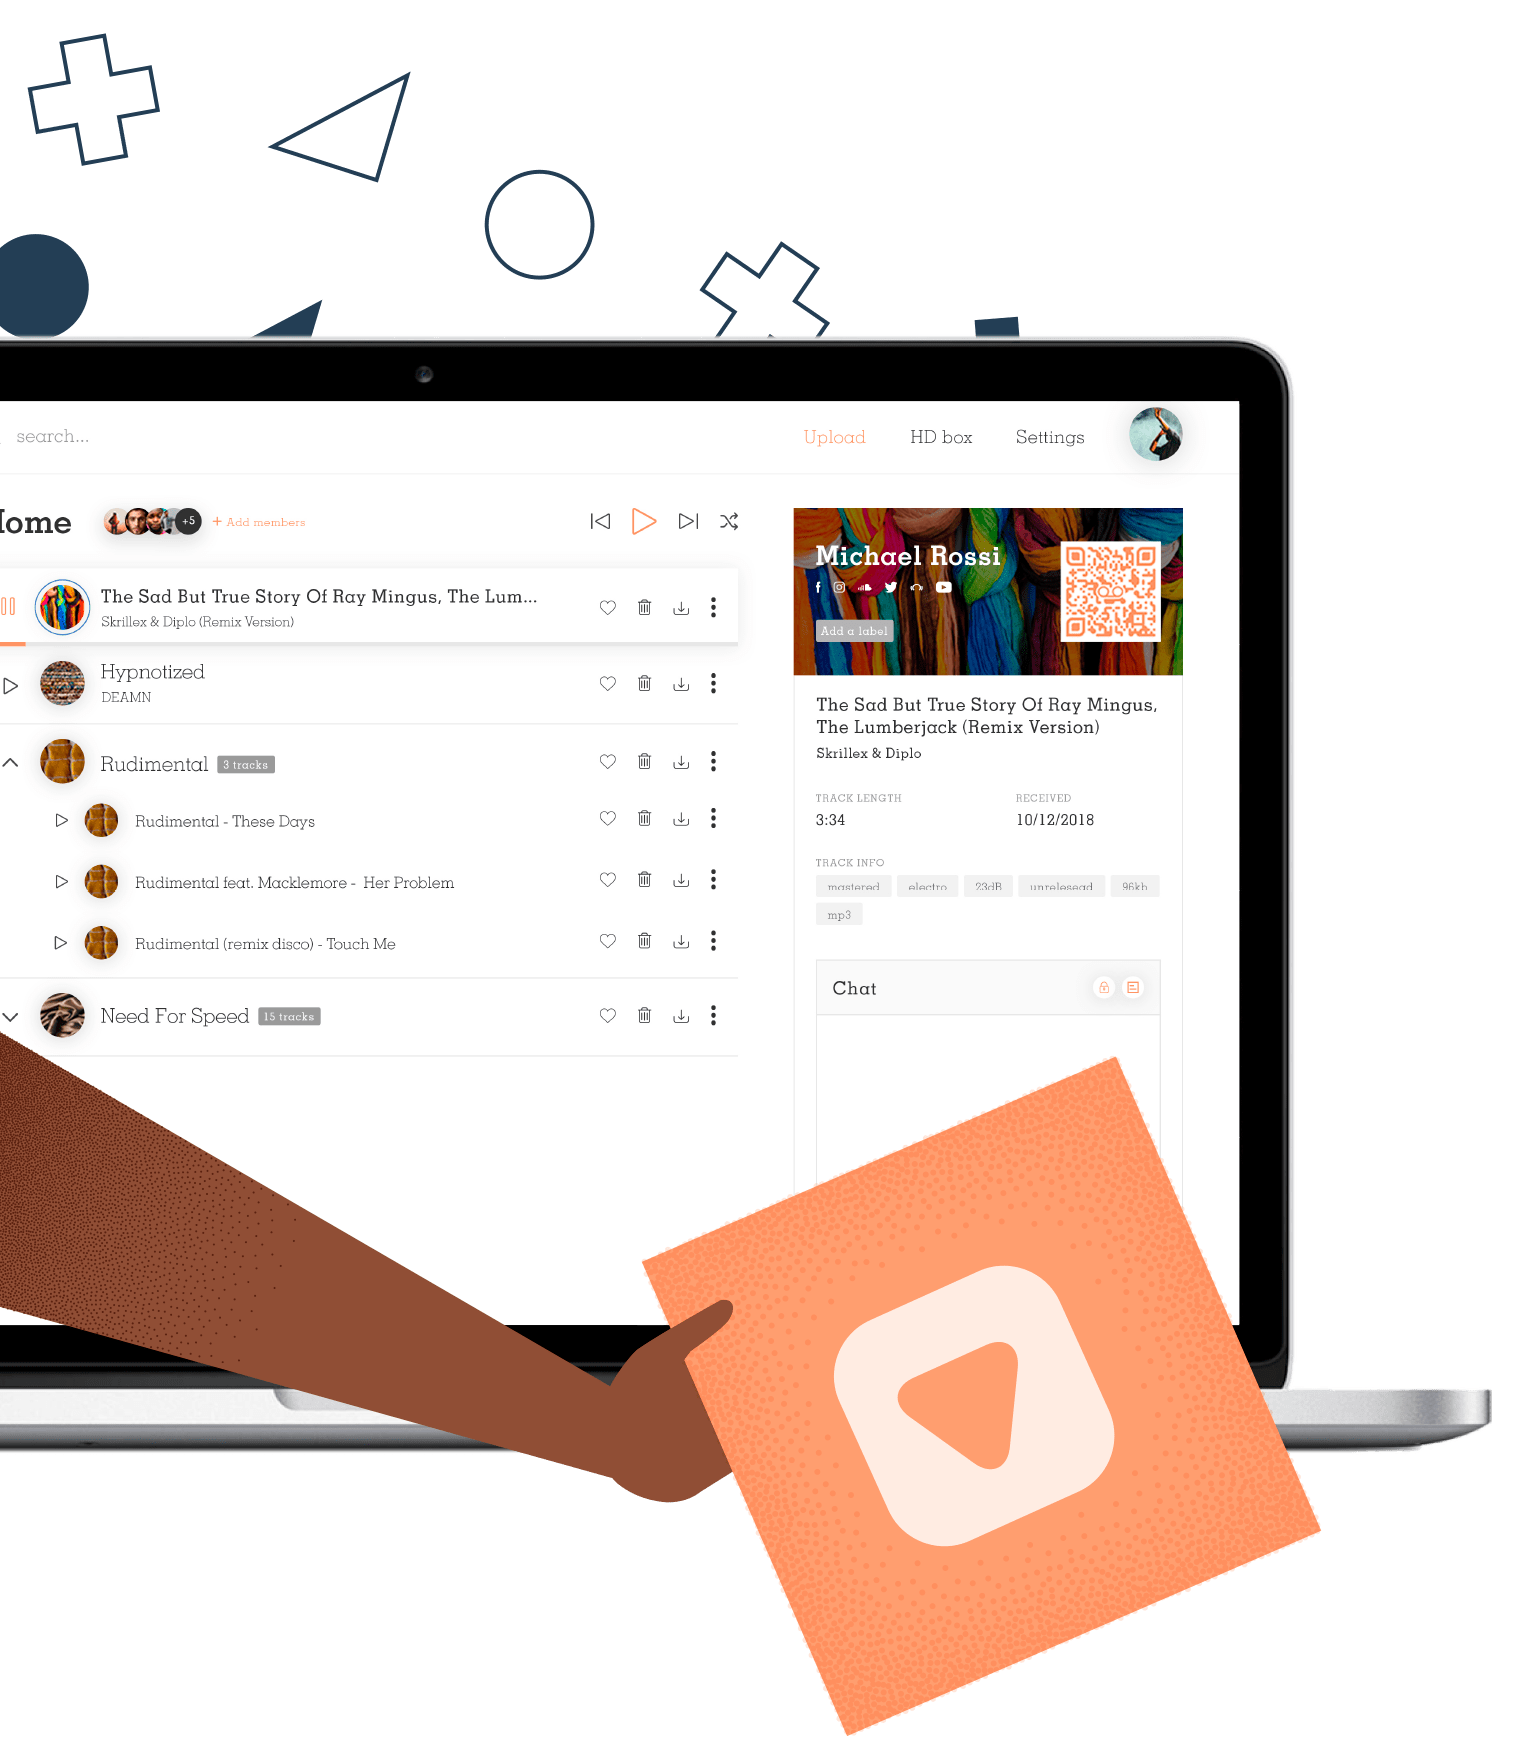 search...
Upload
HD box
Settings
Home
+5
+ Add members
The Sad But True Story Of Ray Mingus, The Lum...
Skrillex & Diplo (Remix Version)
Hypnotized
DEAMN
Rudimental
3 tracks
Rudimental - These Days
Rudimental feat. Macklemore - Her Problem
Rudimental (remix disco) - Touch Me
Need For Speed
15 tracks
Michael Rossi
Add a label
The Sad But True Story Of Ray Mingus,
The Lumberjack (Remix Version)
Skrillex & Diplo
TRACK LENGTH
RECEIVED
3:34
10/12/2018
TRACK INFO
mastered
electro
23dB
unrelesead
96kb
mp3
Chat